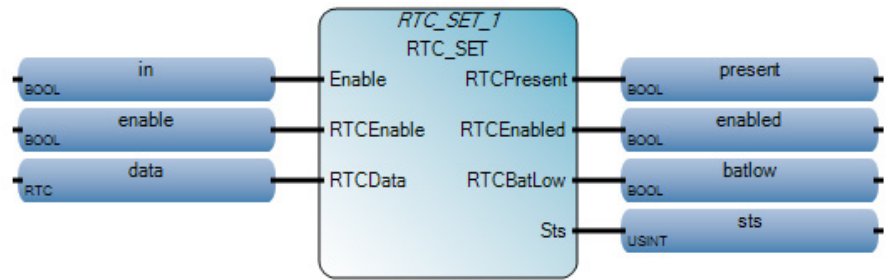 RTC_SET_1
RTC_SET
in
BOOL
Enable
RTCPresent
present
BOOL
enable
BOOL
RTCEnable
RTCEnabled
enabled
BOOL
data
RTC
RTCData
RTCBatLow
batlow
BOOL
Sts
sts
USINT